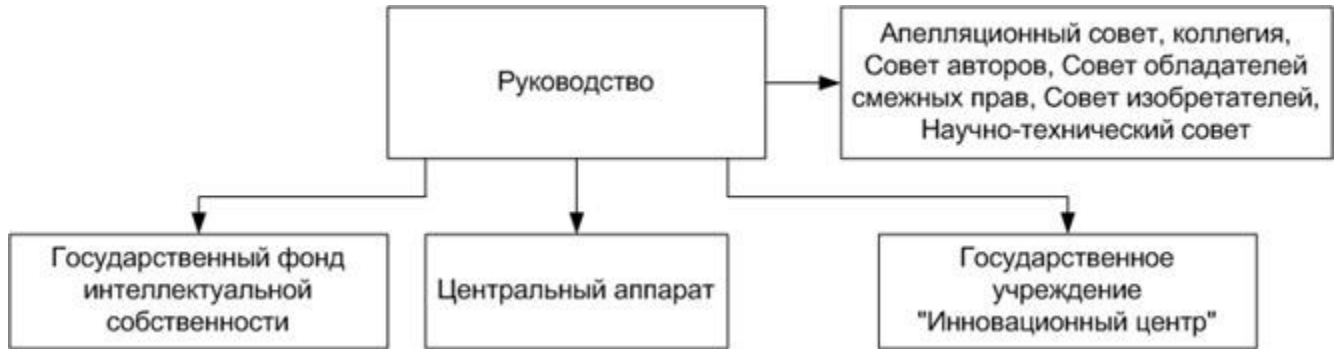 Руководство
Апелляционный совет, коллегия,
Совет авторов, Совет обладателей
смежных прав, Совет изобретателей,
Научно-технический совет
Государственный фонд
интеллектуальной
собственности
Центральный аппарат
Государственное
учреждение
"Инновационный центр"